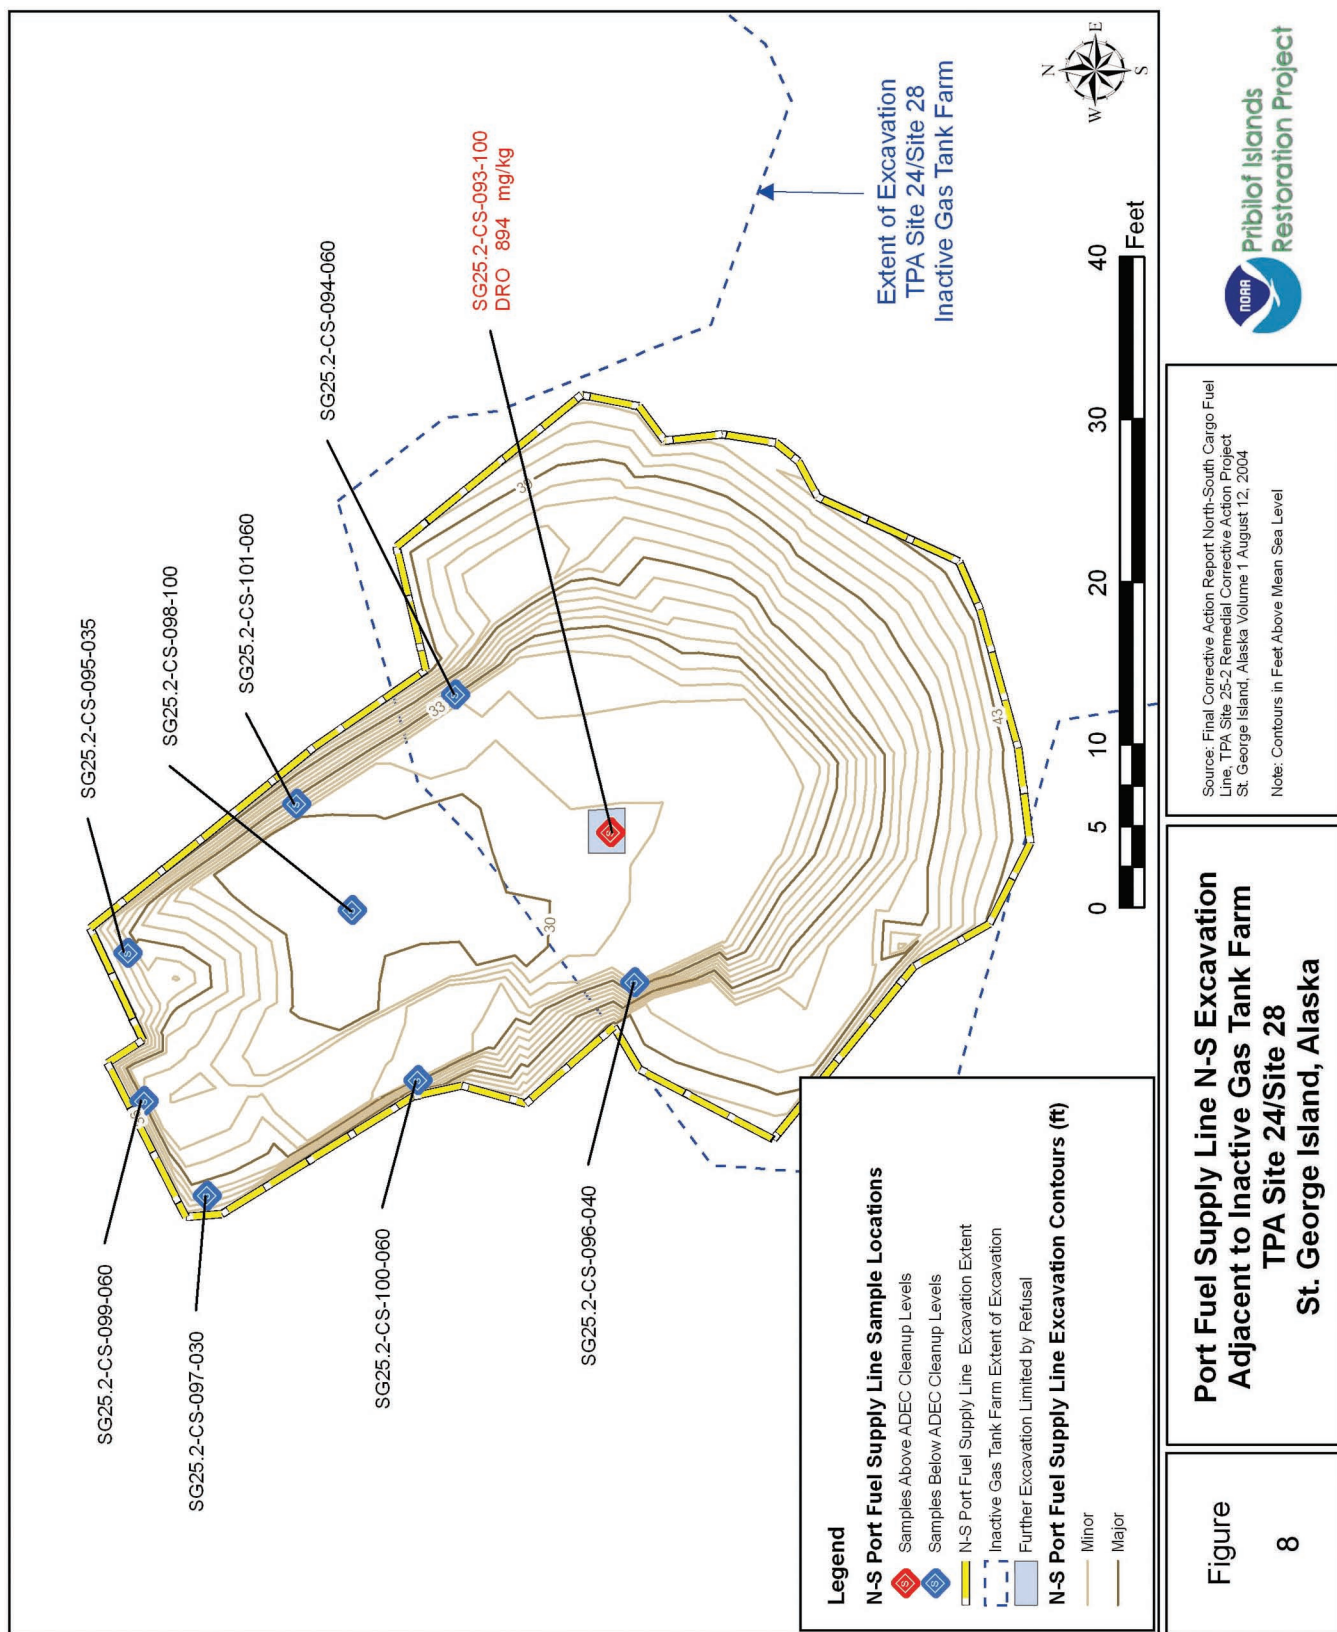 SG25.2-CS-099-060
SG25.2-CS-097-030
SG25.2-CS-100-060
SG25.2-CS-096-040
SG25.2-CS-095-035
SG25.2-CS-098-100
SG25.2-CS-101-060
SG25.2-CS-094-060
SG25.2-CS-093-100
DRO 894 mg/kg
33
30
43
Extent of Excavation
TPA Site 24/Site 28
Inactive Gas Tank Farm
N
E
S
W
0 5 10 20 30 40
Feet
Legend
N-S Port Fuel Supply Line Sample Locations
S Samples Above ADEC Cleanup Levels
S Samples Below ADEC Cleanup Levels
N-S Port Fuel Supply Line Excavation Extent
Inactive Gas Tank Farm Extent of Excavation
Further Excavation Limited by Refusal
N-S Port Fuel Supply Line Excavation Contours (ft)
Minor
Major
Figure
8
Port Fuel Supply Line N-S Excavation
Adjacent to Inactive Gas Tank Farm
TPA Site 24/Site 28
St. George Island, Alaska
Source: Final Corrective Action Report North-South Cargo Fuel
Line, TPA Site 25-2 Remedial Corrective Action Project
St. George Island, Alaska Volume 1 August 12, 2004
Note: Contours in Feet Above Mean Sea Level
NOAA
Pribilof Islands
Restoration Project